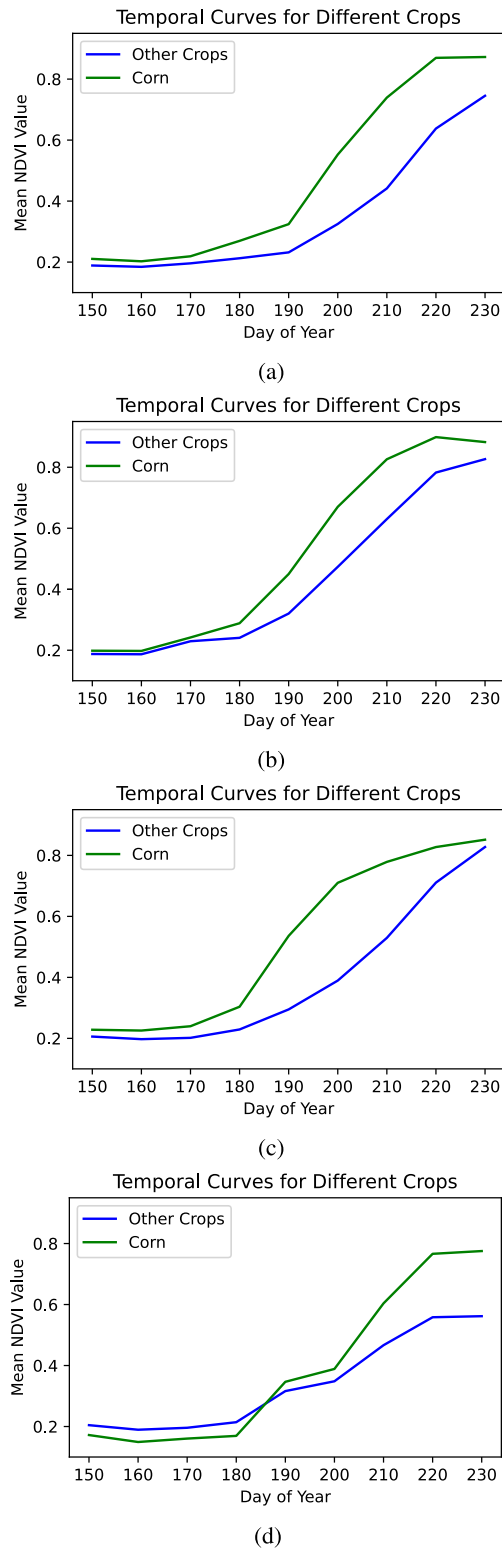 Temporal Curves for Different Crops
Other Crops
Corn
Mean NDVI Value
0.8
0.6
0.4
0.2
150 160 170 180 190 200 210 220 230
Day of Year
(a)
Temporal Curves for Different Crops
Other Crops
Corn
Mean NDVI Value
0.8
0.6
0.4
0.2
150 160 170 180 190 200 210 220 230
Day of Year
(b)
Temporal Curves for Different Crops
Other Crops
Corn
Mean NDVI Value
0.8
0.6
0.4
0.2
150 160 170 180 190 200 210 220 230
Day of Year
(c)
Temporal Curves for Different Crops
Other Crops
Corn
Mean NDVI Value
0.8
0.6
0.4
0.2
150 160 170 180 190 200 210 220 230
Day of Year
(d)